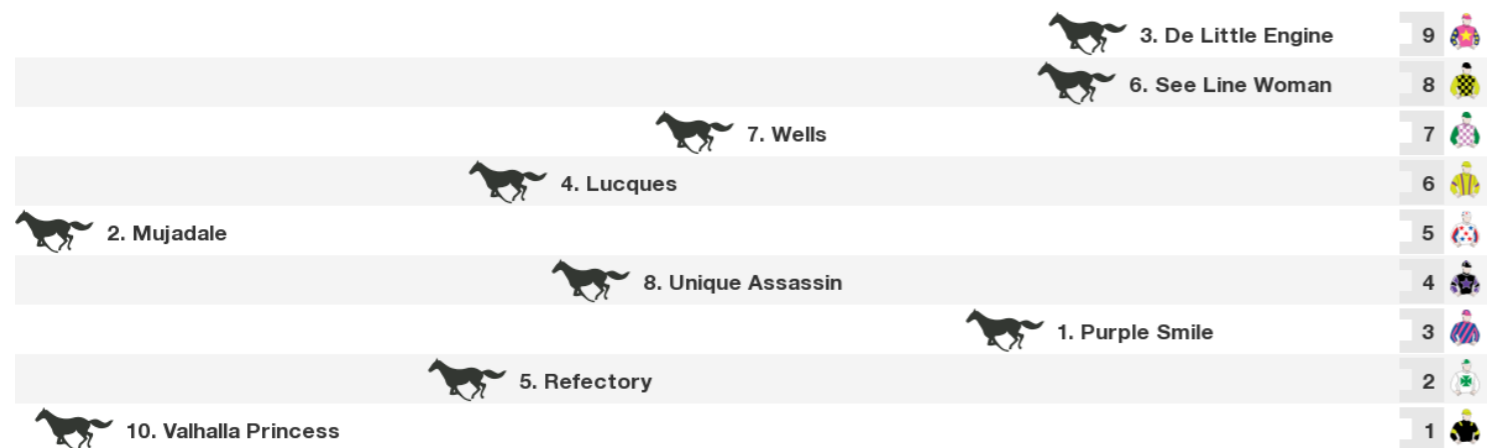 3. De Little Engine 9
6. See Line Woman 8
7. Wells 7
4. Lucques 6
2. Mujadale 5
8. Unique Assassin 4
1. Purple Smile 3
5. Refectory 2
10. Valhalla Princess 1